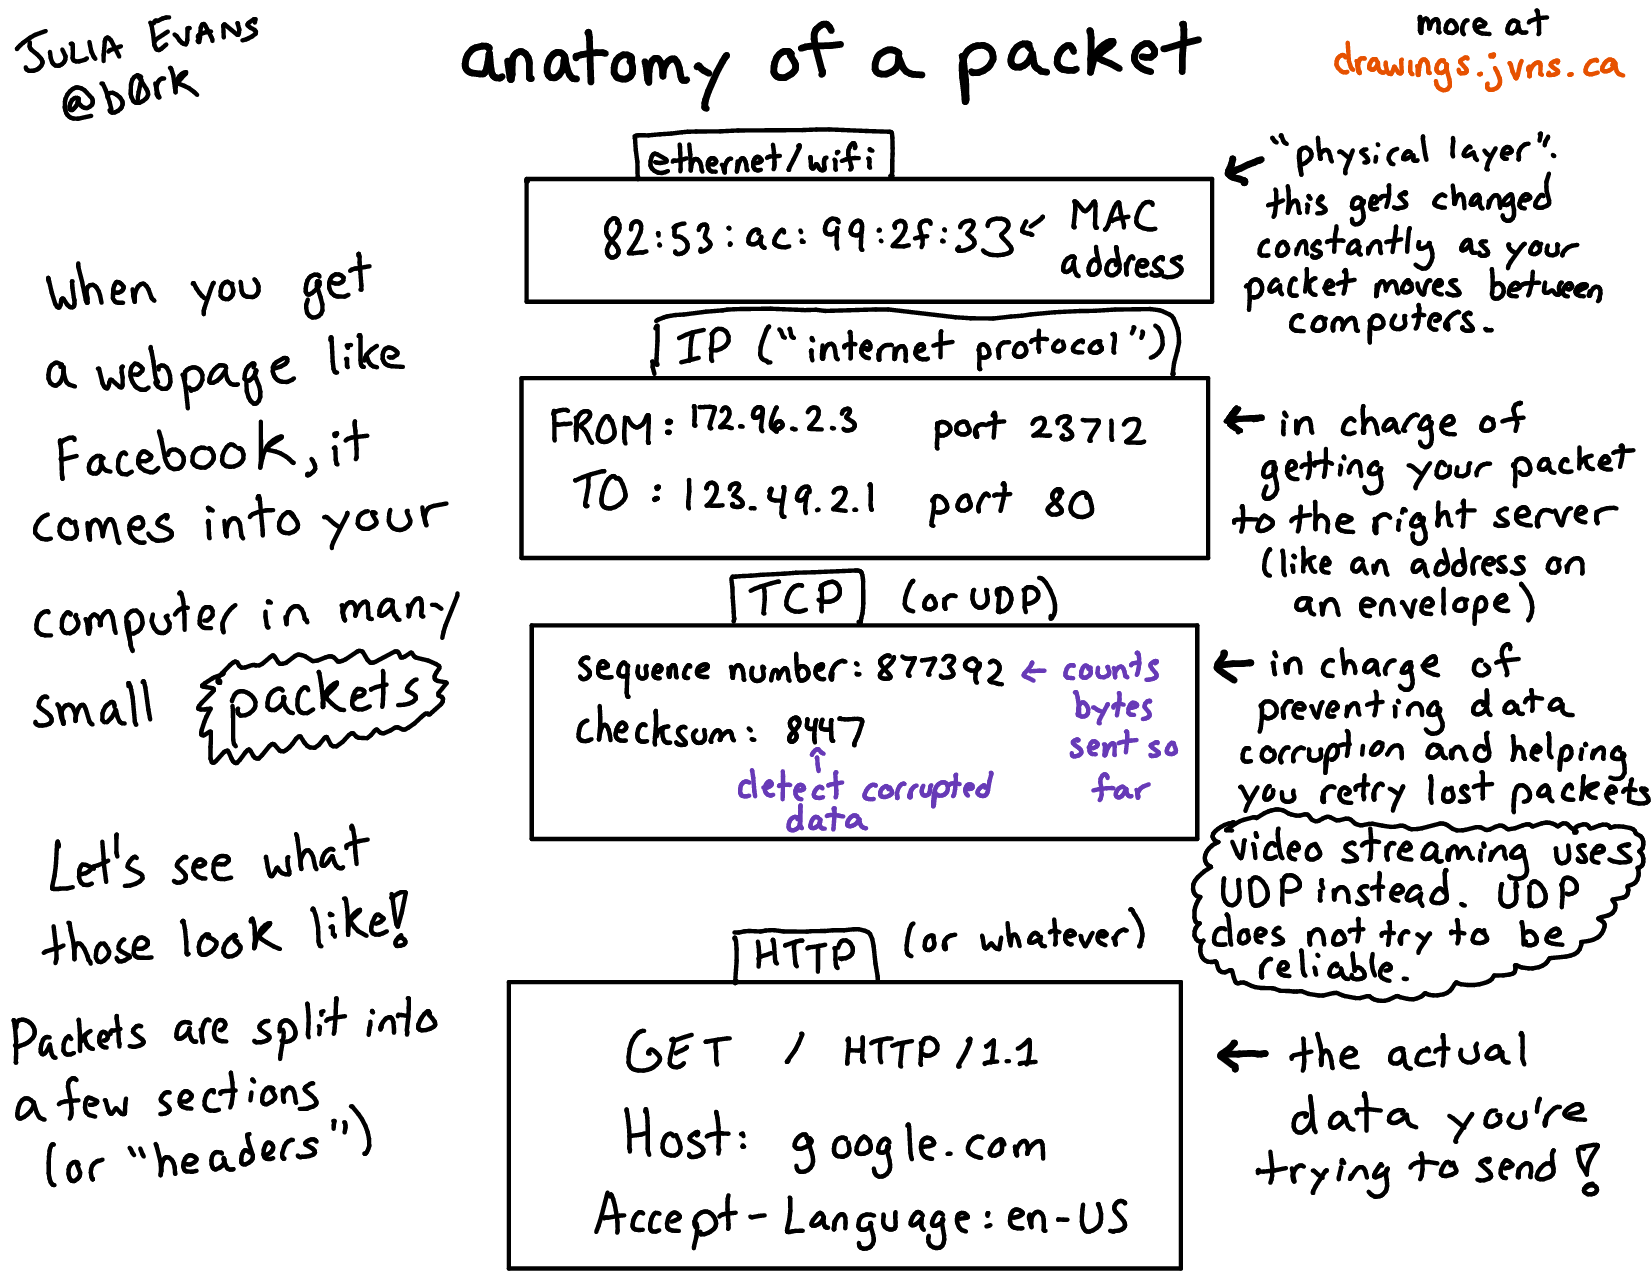 JULIA EVANS
@b0rk
anatomy of a packet
more at
drawings.jvns.ca
when you get
a webpage like
Facebook, it
comes into your
computer in many
small packets
Let's see what
those look like!
Packets are split into
a few sections
(or "headers")
ethernet/wifi
82:53:ac:99:2f:33 ← MAC
address
← "physical layer".
this gets changed
constantly as your
packet moves between
computers.
IP ("internet protocol")
FROM: 172.96.2.3 port 23712
TO: 123.49.2.1 port 80
← in charge of
getting your packet
to the right server
(like an address on
an envelope)
TCP (or UDP)
sequence number: 877392 ← counts
bytes
sent so
far
checksum: 8447
↑
detect corrupted
data
← in charge of
preventing data
corruption and helping
you retry lost packets
video streaming uses
UDP instead. UDP
does not try to be
reliable.
HTTP (or whatever)
GET / HTTP/1.1
Host: google.com
Accept-Language: en-US
← the actual
data you're
trying to send!